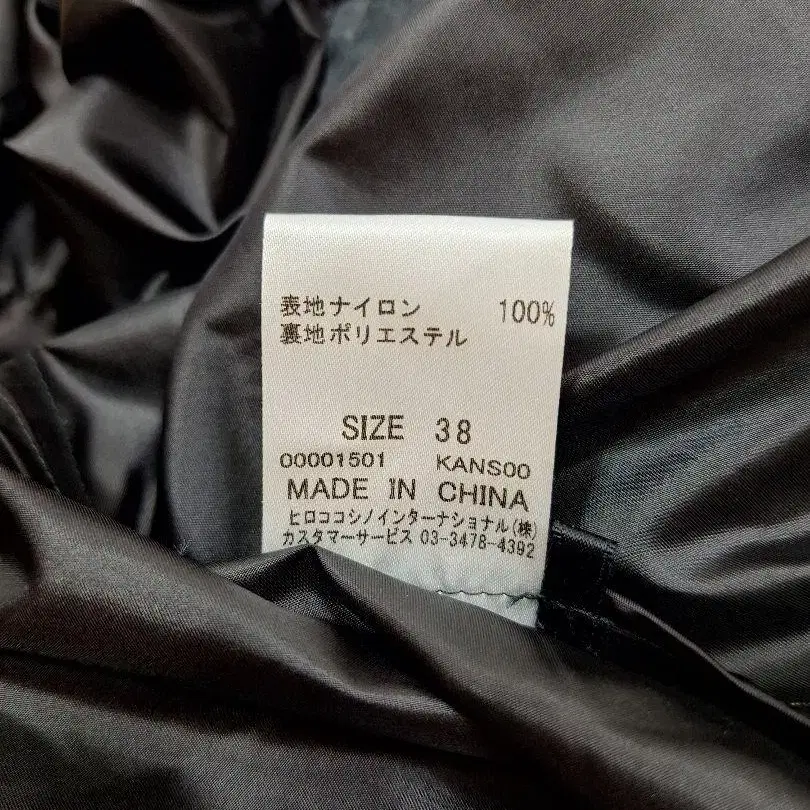 表地ナイロン 100%
裏地ポリエステル
SIZE 38
00001501 KANSOO
MADE IN CHINA
ヒロココシノインターナショナル(株)
カスタマーサービス 03-3478-4392